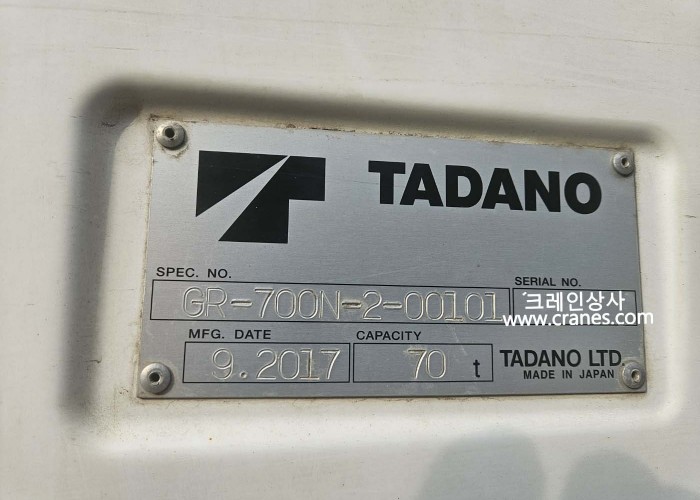 TADANO
SPEC. NO.
GR-700N-2-00101
SERIAL NO.
크레인상사
www.cranes.com
MFG. DATE
9.2017
CAPACITY
70 t
TADANO LTD.
MADE IN JAPAN